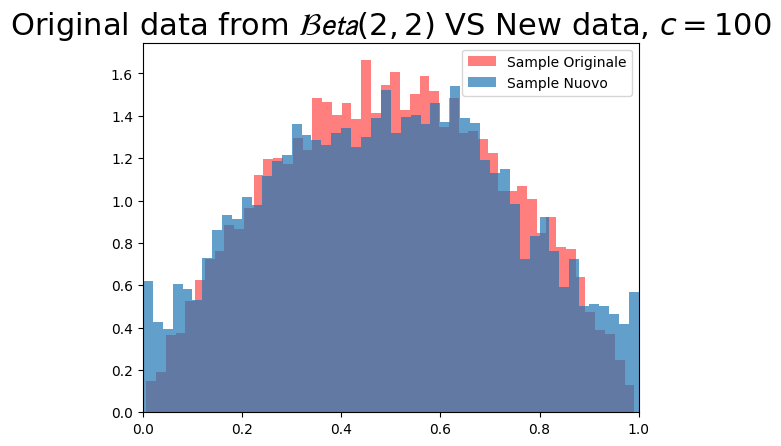 Original data from 𝓑𝘦𝘵𝘢(2, 2) VS New data, c = 100
Sample Originale
Sample Nuovo
1.6
1.4
1.2
1.0
0.8
0.6
0.4
0.2
0.0
0.0 0.2 0.4 0.6 0.8 1.0